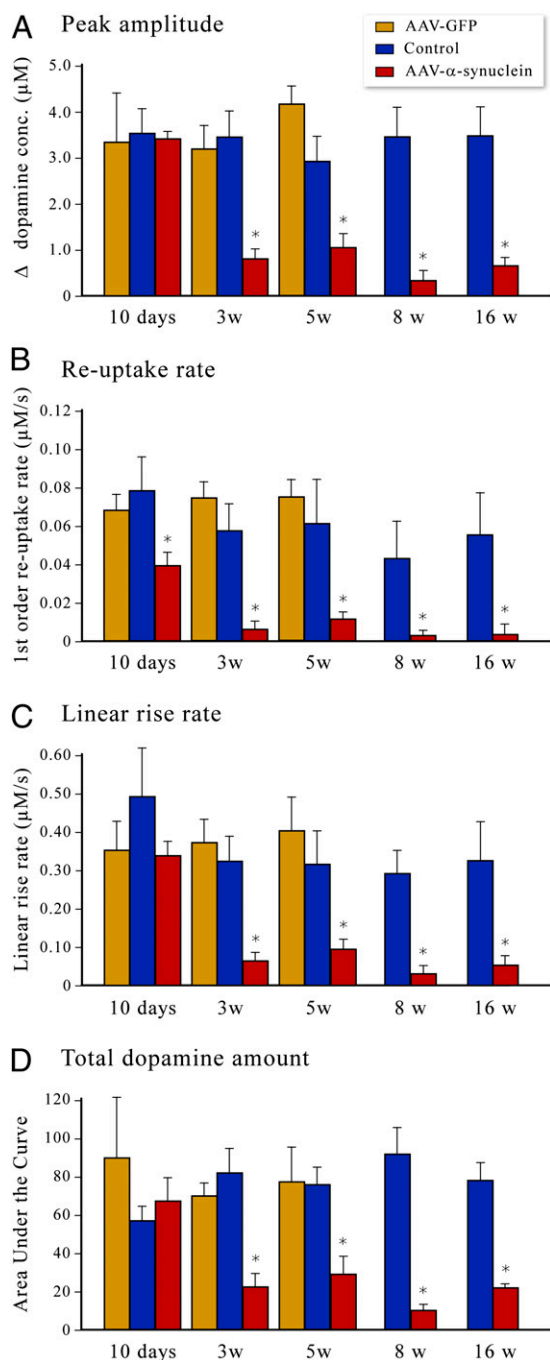 A Peak amplitude
AAV-GFP
Control
AAV-α-synuclein
Δ dopamine conc. (µM)
5.0
4.0
3.0
2.0
1.0
0
*
*
*
*
10 days 3w 5w 8 w 16 w
B Re-uptake rate
1st order re-uptake rate (µM/s)
0.12
0.08
0.06
0.04
0.02
0
*
*
*
*
*
10 days 3w 5w 8 w 16 w
C Linear rise rate
Linear rise rate (µM/s)
0.60
0.40
0.30
0.20
0.10
0
*
*
*
*
10 days 3w 5w 8 w 16 w
D Total dopamine amount
Area Under the Curve
120
100
80
60
40
20
0
*
*
*
*
10 days 3w 5w 8 w 16 w